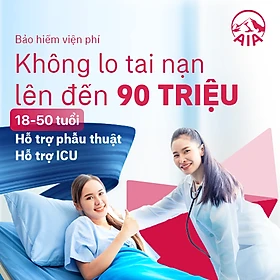 AIA
Bảo hiểm viện phí
Không lo tai nạn
lên đến 90 TRIỆU
18-50 tuổi
Hỗ trợ phẫu thuật
Hỗ trợ ICU